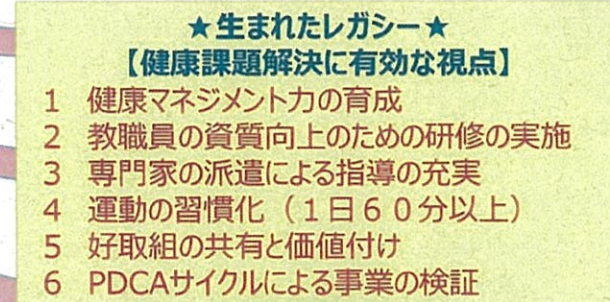 ★生まれたレガシー★
【健康課題解決に有効な視点】
1 健康マネジメント力の育成
2 教職員の資質向上のための研修の実施
3 専門家の派遣による指導の充実
4 運動の習慣化（１日６０分以上）
5 好取組の共有と価値付け
6 PDCAサイクルによる事業の検証